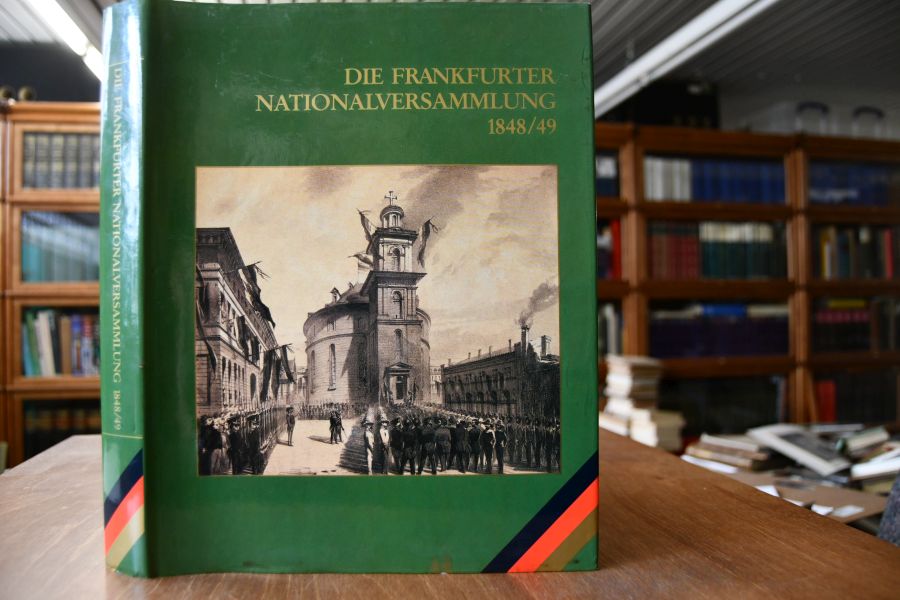 DIE FRANKFURTER
NATIONALVERSAMMLUNG
1848/49
DIE FRANKFURTER NATIONALVERSAMMLUNG 1848/49